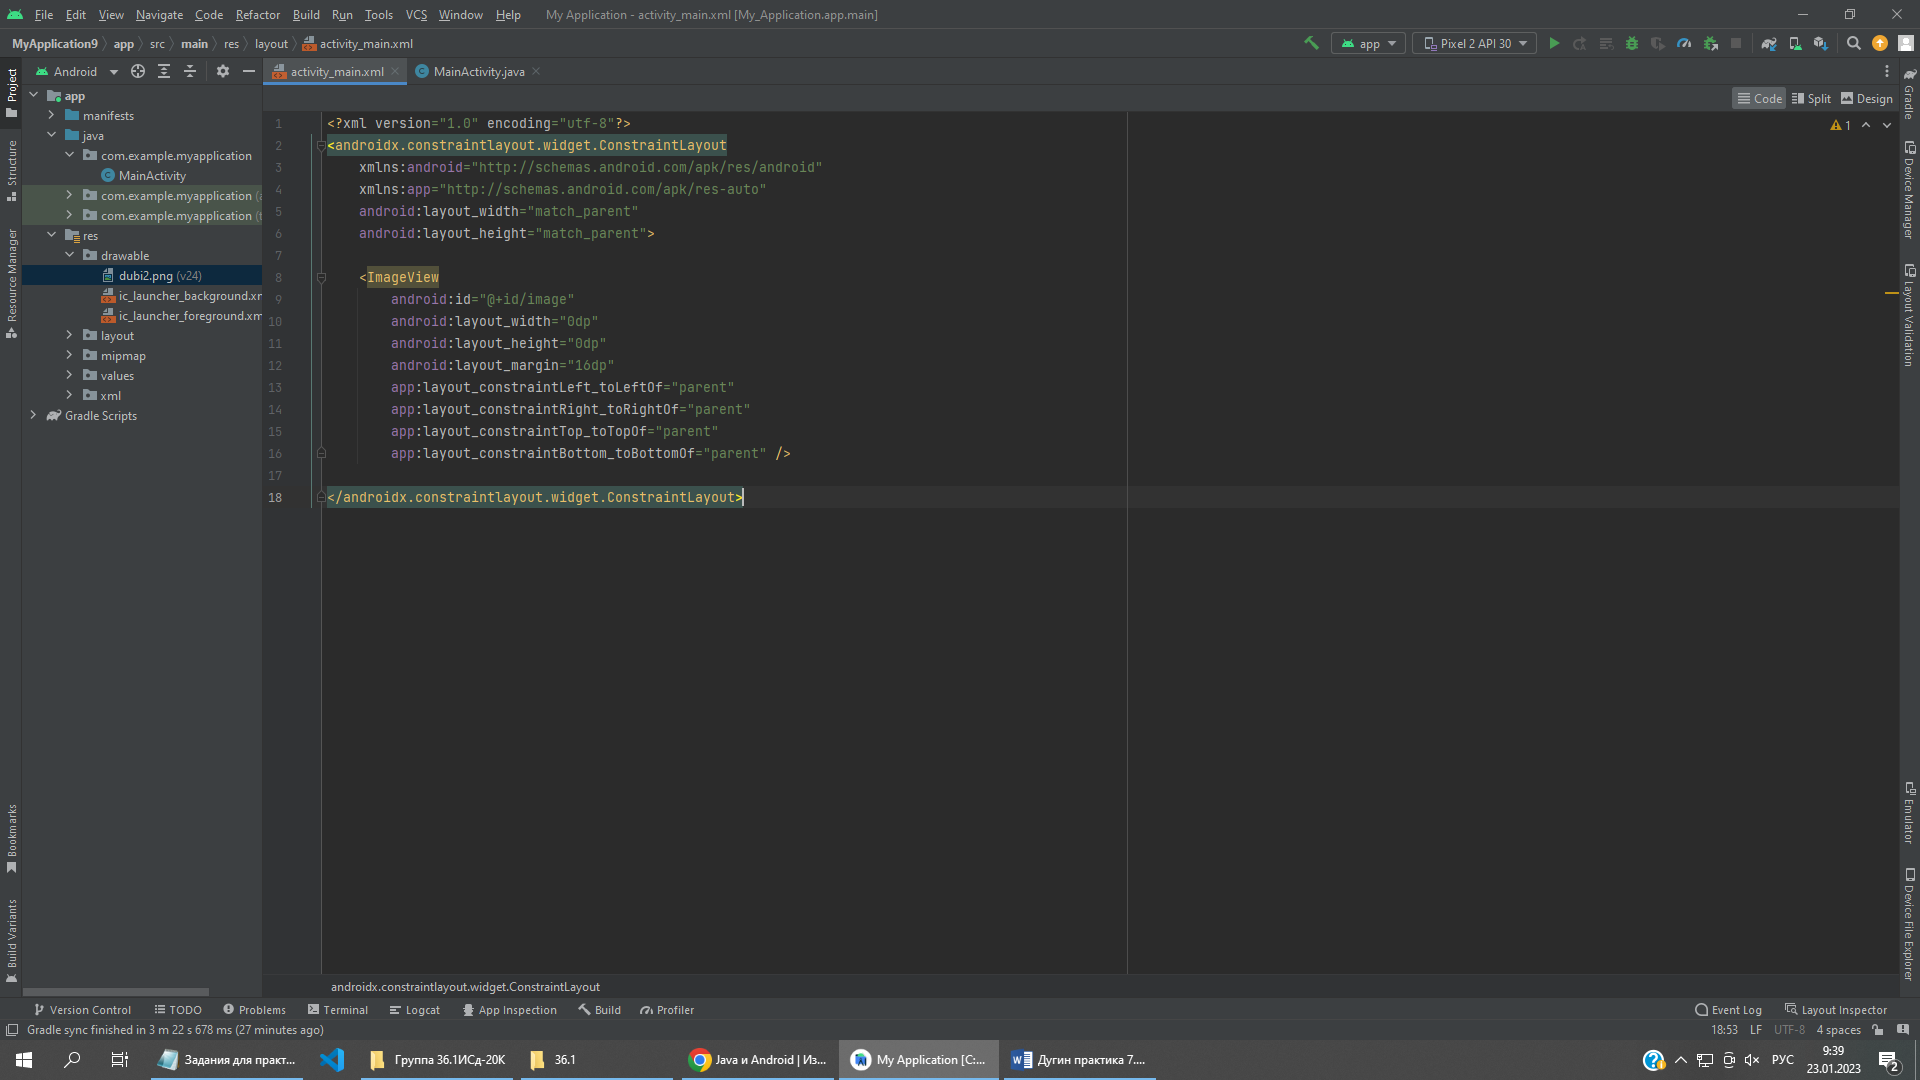 File Edit View Navigate Code Refactor Build Run Tools VCS Window Help My Application - activity_main.xml [My_Application.app.main]
MyApplication9 app src main res layout activity_main.xml app Pixel 2 API 30
Project Android activity_main.xml MainActivity.java
Code Split Design
app
manifests
java
com.example.myapplication
MainActivity
com.example.myapplication
com.example.myapplication
res
drawable
dubi2.png (v24)
ic_launcher_background.xm
ic_launcher_foreground.xm
layout
mipmap
values
xml
Gradle Scripts
Structure
Resource Manager
Bookmarks
Build Variants
1 <?xml version="1.0" encoding="utf-8"?>
2 <androidx.constraintlayout.widget.ConstraintLayout
3 xmlns:android="http://schemas.android.com/apk/res/android"
4 xmlns:app="http://schemas.android.com/apk/res-auto"
5 android:layout_width="match_parent"
6 android:layout_height="match_parent">
7
8 <ImageView
9 android:id="@+id/image"
10 android:layout_width="0dp"
11 android:layout_height="0dp"
12 android:layout_margin="16dp"
13 app:layout_constraintLeft_toLeftOf="parent"
14 app:layout_constraintRight_toRightOf="parent"
15 app:layout_constraintTop_toTopOf="parent"
16 app:layout_constraintBottom_toBottomOf="parent" />
17
18 </androidx.constraintlayout.widget.ConstraintLayout>
1
Gradle
Device Manager
Layout Validation
Emulator
Device File Explorer
androidx.constraintlayout.widget.ConstraintLayout
Version Control TODO Problems Terminal Logcat App Inspection Build Profiler Event Log Layout Inspector
Gradle sync finished in 3 m 22 s 678 ms (27 minutes ago) 18:53 LF UTF-8 4 spaces
Задания для практ... Группа 36.1ИСд-20К 36.1 Java и Android | Из... My Application [C:... Дугин практика 7.... РУС 9:39
23.01.2023 2